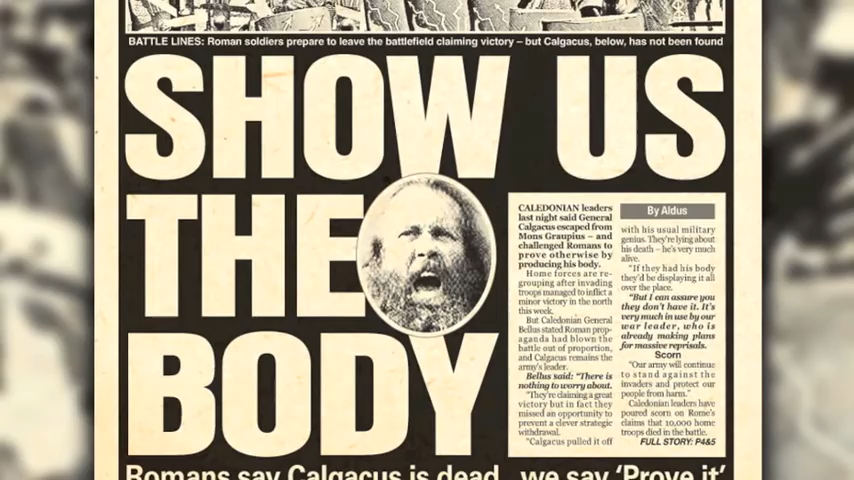 BATTLE LINES: Roman soldiers prepare to leave the battlefield claiming victory – but Calgacus, below, has not been found
SHOW US
THE
BODY
CALEDONIAN leaders
last night said General
Calgacus escaped from
Mons Graupius – and
challenged Romans to
prove otherwise by
producing his body.
Home forces are re-
grouping after invading
troops managed to inflict a
minor victory in the north
this week.
But Caledonian General
Bellus stated Roman prop-
aganda had blown the
battle out of proportion,
and Calgacus remains the
army's leader.
Bellus said: "There is
nothing to worry about.
"They're claiming a great
victory but in fact they
missed an opportunity to
prevent a clever strategic
withdrawal.
"Calgacus pulled it off
By Aldus
with his usual military
genius. They're lying about
his death – he's very much
alive.
"If they had his body
they'd be displaying it all
over the place.
"But I can assure you
they don't have it. It's
very much in use by our
war leader, who is
already making plans
for massive reprisals.
Scorn
"Our army will continue
to stand against the
invaders and protect our
people from harm."
Caledonian leaders have
poured scorn on Rome's
claims that 10,000 home
troops died in the battle.
FULL STORY: P4&5
Romans say Calgacus is dead...we say 'Prove it'